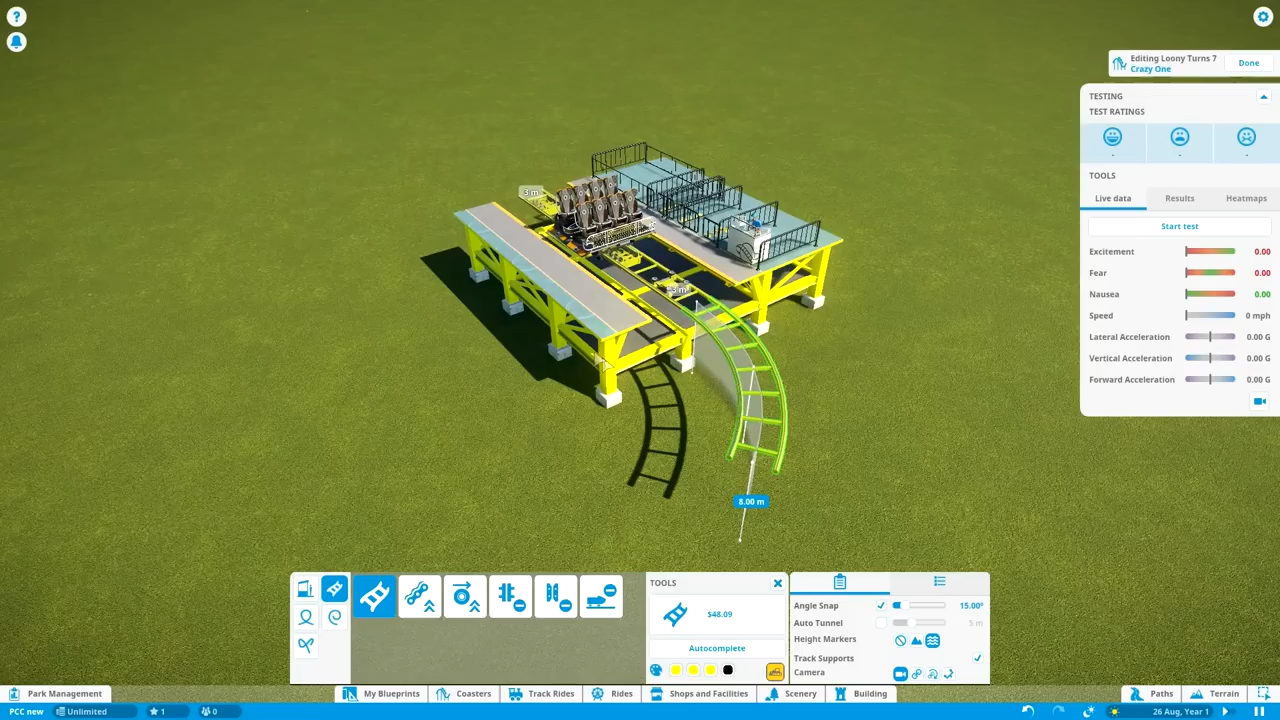 ?
Editing Loony Turns 7
Crazy One
Done
TESTING
TEST RATINGS
- - -
TOOLS
Live data Results Heatmaps
Start test
Excitement 0.00
Fear 0.00
Nausea 0.00
Speed 0 mph
Lateral Acceleration 0.00 G
Vertical Acceleration 0.00 G
Forward Acceleration 0.00 G
3 m
3 m
8.00 m
TOOLS
$48.09
Autocomplete
Angle Snap 15.00°
Auto Tunnel 5 m
Height Markers
Track Supports
Camera
Park Management My Blueprints Coasters Track Rides Rides Shops and Facilities Scenery Building Paths Terrain
PCC new Unlimited 1 0 26 Aug, Year 1